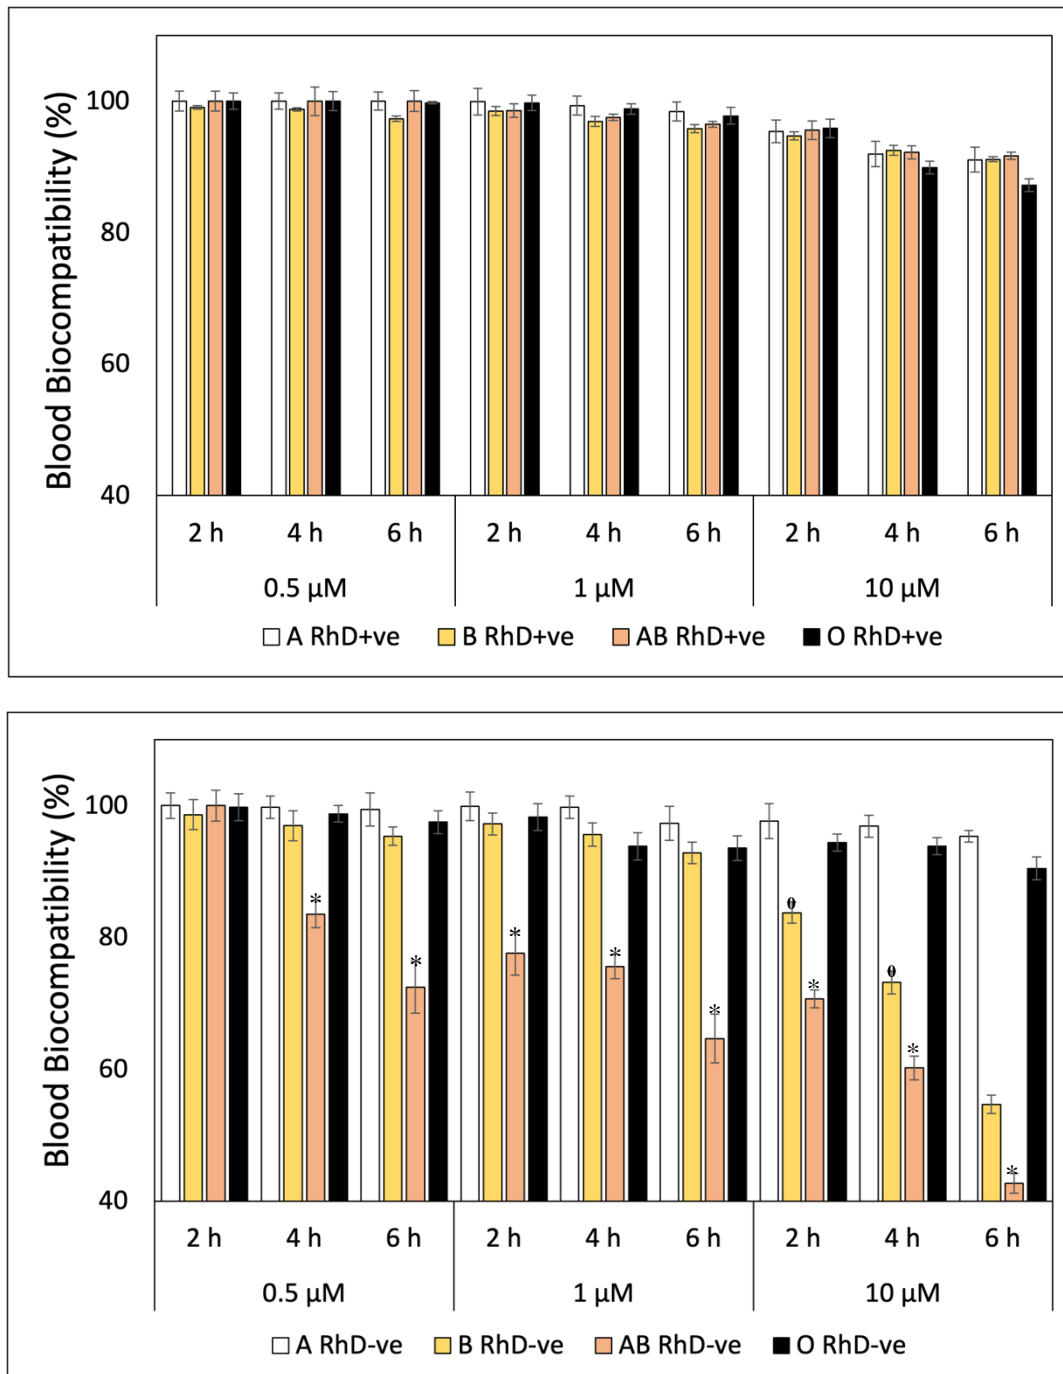 Blood Biocompatibility (%)
100
80
60
40
2 h 4 h 6 h 2 h 4 h 6 h 2 h 4 h 6 h
0.5 μM 1 μM 10 μM
A RhD+ve B RhD+ve AB RhD+ve O RhD+ve
Blood Biocompatibility (%)
100
80
60
40
* * * * * θ * θ * *
2 h 4 h 6 h 2 h 4 h 6 h 2 h 4 h 6 h
0.5 μM 1 μM 10 μM
A RhD-ve B RhD-ve AB RhD-ve O RhD-ve